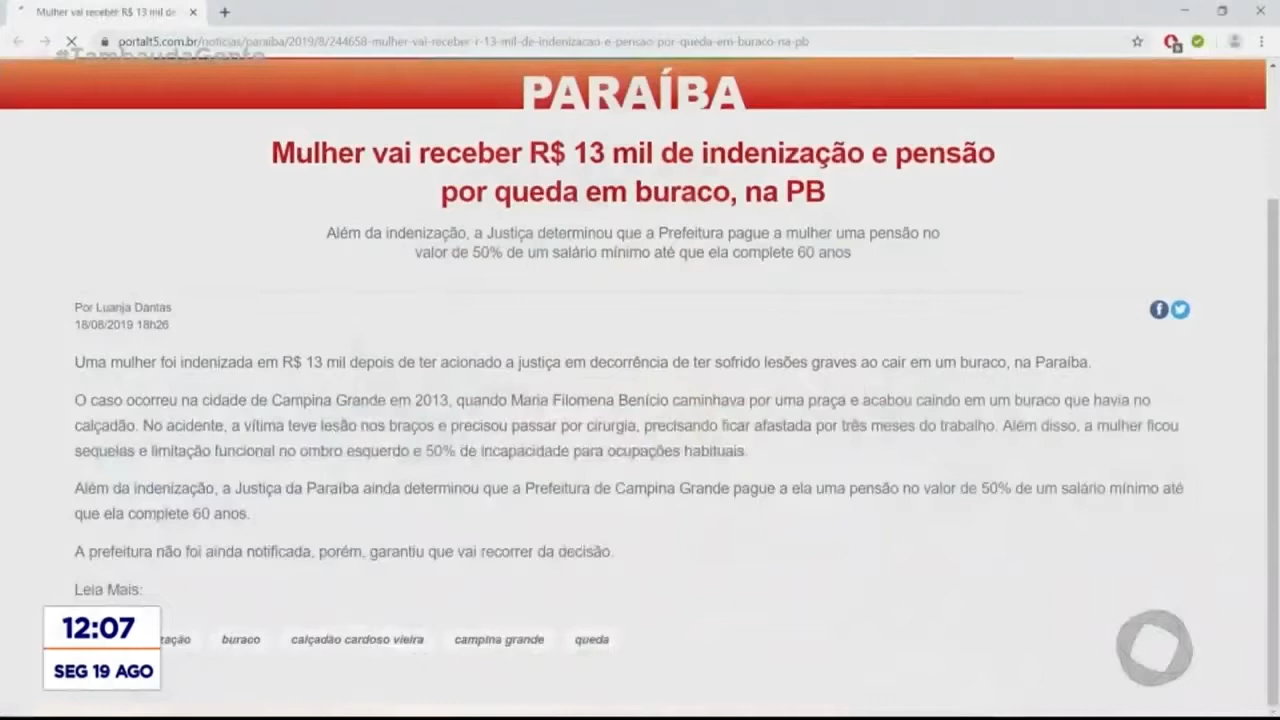 Mulher vai receber R$ 13 mil de
portalt5.com.br/noticias/paraiba/2019/8/244658-mulher-vai-receber-r-13-mil-de-indenizacao-e-pensao-por-queda-em-buraco-na-pb
#TambaudaGente
PARAÍBA
Mulher vai receber R$ 13 mil de indenização e pensão
por queda em buraco, na PB
Além da indenização, a Justiça determinou que a Prefeitura pague a mulher uma pensão no
valor de 50% de um salário mínimo até que ela complete 60 anos
Por Luanja Dantas
18/08/2019 18h26
Uma mulher foi indenizada em R$ 13 mil depois de ter acionado a justiça em decorrência de ter sofrido lesões graves ao cair em um buraco, na Paraíba.
O caso ocorreu na cidade de Campina Grande em 2013, quando Maria Filomena Benício caminhava por uma praça e acabou caindo em um buraco que havia no
calçadão. No acidente, a vítima teve lesão nos braços e precisou passar por cirurgia, precisando ficar afastada por três meses do trabalho. Além disso, a mulher ficou
sequelas e limitação funcional no ombro esquerdo e 50% de incapacidade para ocupações habituais.
Além da indenização, a Justiça da Paraíba ainda determinou que a Prefeitura de Campina Grande pague a ela uma pensão no valor de 50% de um salário mínimo até
que ela complete 60 anos.
A prefeitura não foi ainda notificada, porém, garantiu que vai recorrer da decisão.
Leia Mais:
zação buraco calçadão cardoso vieira campina grande queda
12:07
SEG 19 AGO